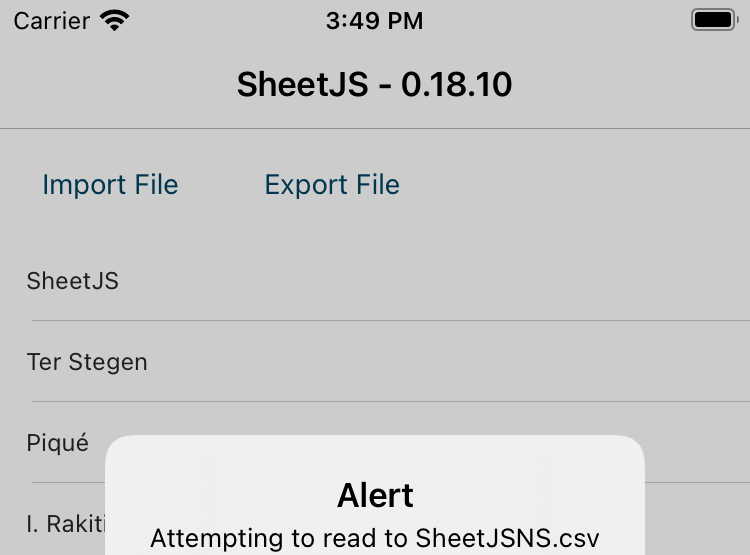 Carrier
3:49 PM
SheetJS - 0.18.10
Import File
Export File
SheetJS
Ter Stegen
Piqué
I.
Alert
Attempting to read to SheetJSNS.csv